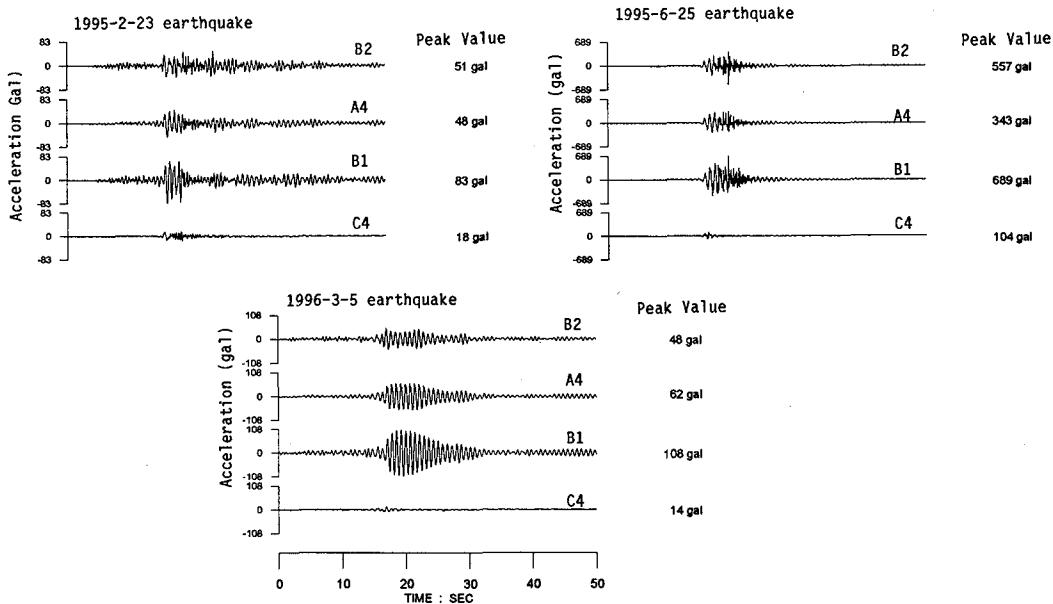 1995-2-23 earthquake
Peak Value
Acceleration Gal)
83
0
-83
B2
51 gal
83
0
-83
A4
48 gal
83
0
-83
B1
83 gal
83
0
-83
C4
18 gal
1995-6-25 earthquake
Peak Value
Acceleration (gal)
689
0
-689
B2
557 gal
689
0
-689
A4
343 gal
689
0
-689
B1
689 gal
689
0
-689
C4
104 gal
1996-3-5 earthquake
Peak Value
Acceleration (gal)
108
0
-108
B2
48 gal
108
0
-108
A4
62 gal
108
0
-108
B1
108 gal
108
0
-108
C4
14 gal
0 10 20 30 40 50
TIME : SEC